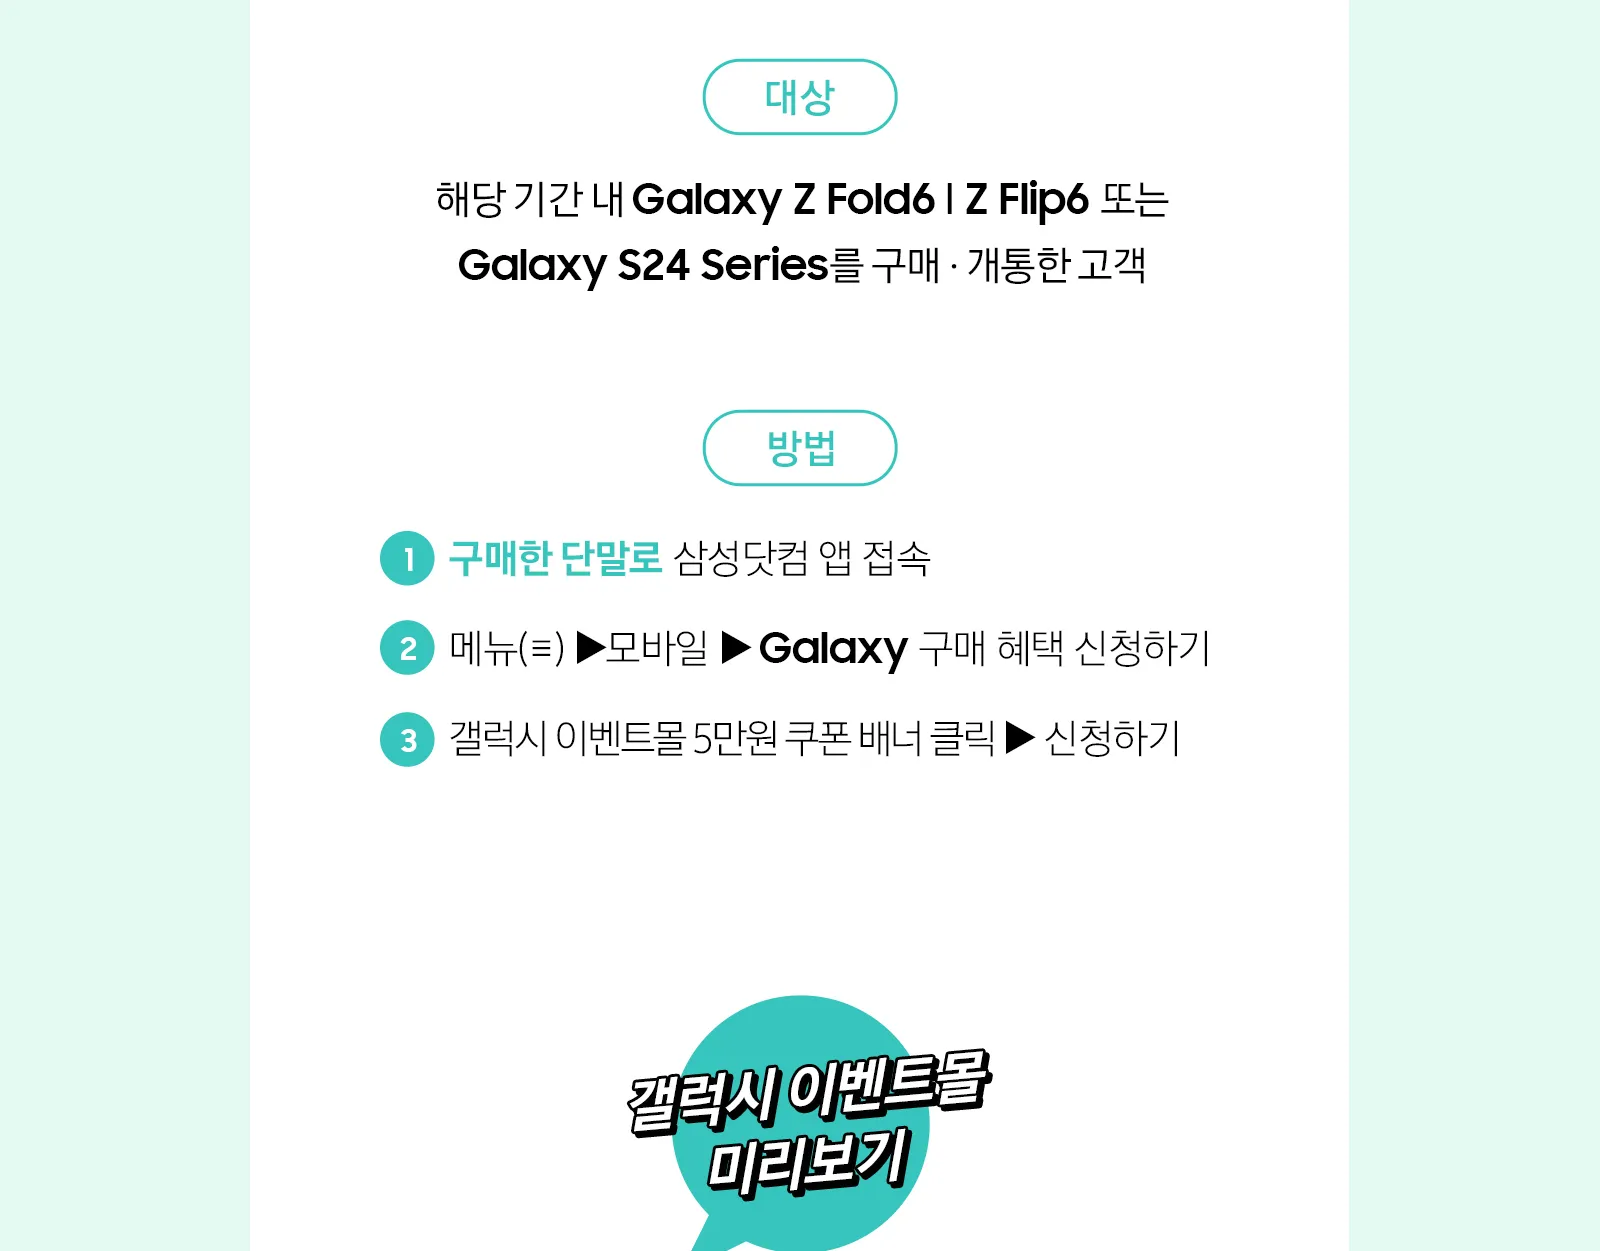 대상
해당 기간 내 Galaxy Z Fold6 | Z Flip6 또는
Galaxy S24 Series를 구매 · 개통한 고객
방법
1 구매한 단말로 삼성닷컴 앱 접속
2 메뉴(≡) ▶모바일 ▶ Galaxy 구매 혜택 신청하기
3 갤럭시 이벤트몰 5만원 쿠폰 배너 클릭 ▶ 신청하기
갤럭시 이벤트몰
미리보기